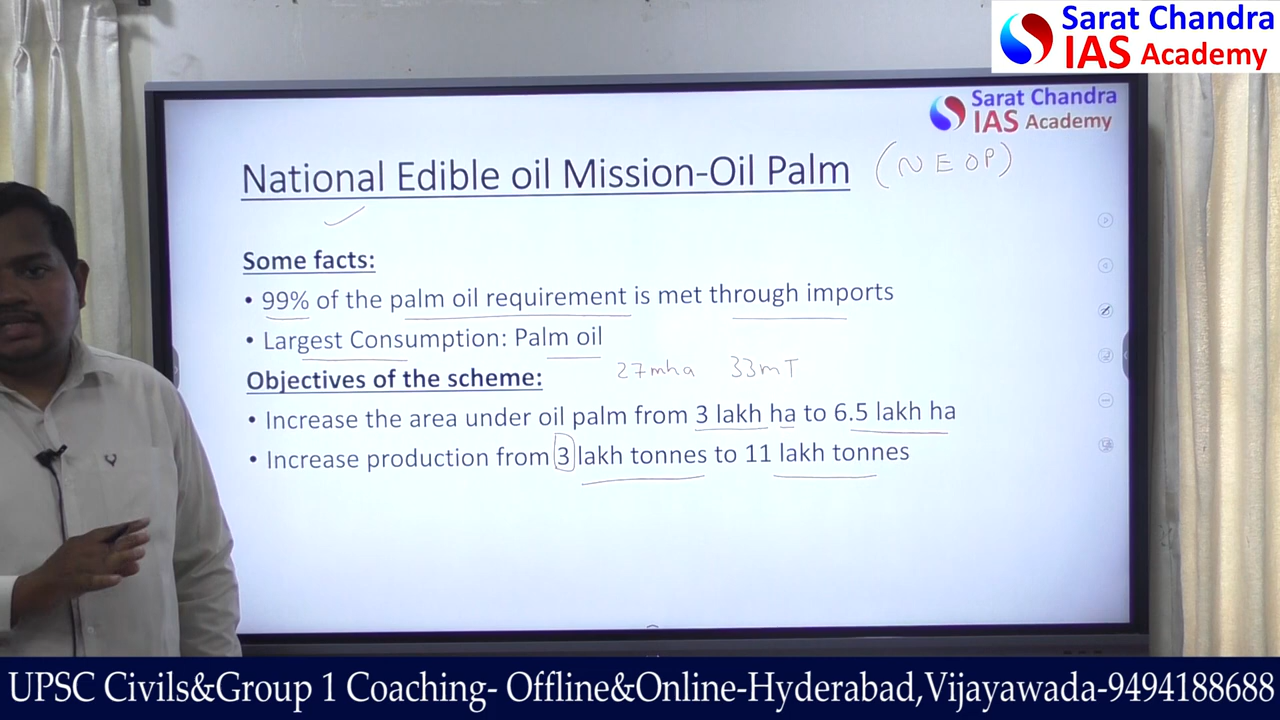 Sarat Chandra
IAS Academy
Sarat Chandra
IAS Academy
National Edible oil Mission-Oil Palm (NEOP)
Some facts:
• 99% of the palm oil requirement is met through imports
• Largest Consumption: Palm oil
27mha 33mT
Objectives of the scheme:
• Increase the area under oil palm from 3 lakh ha to 6.5 lakh ha
• Increase production from 3 lakh tonnes to 11 lakh tonnes
UPSC Civils&Group 1 Coaching- Offline&Online-Hyderabad,Vijayawada-9494188688